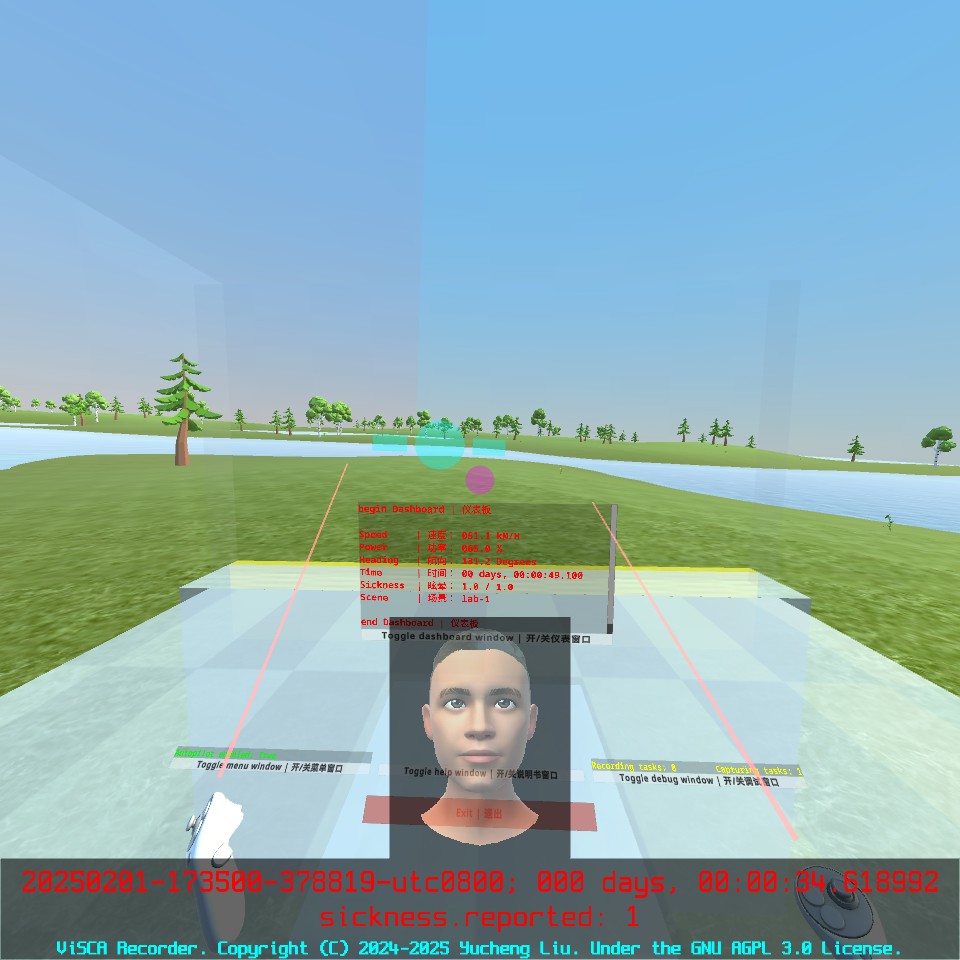 begin Dashboard | 仪表板
Speed | 速度: 051.1 kM/H
Power | 功率: 065.0 %
Heading | 航向: 131.2 Degrees
Time | 时间: 00 days, 00:00:49.100
Sickness | 眩晕: 1.0 / 1.0
Scene | 场景: lab-1
end Dashboard | 仪表板
Toggle dashboard window | 开/关仪表窗口
Toggle menu window | 开/关菜单窗口
Toggle help window | 开/关说明书窗口
Recording tasks: 0 Capturing tasks: 1
Toggle debug window | 开/关调试窗口
Exit | 退出
20250201-173500-378819-utc0800; 000 days, 00:00:34.618992
sickness.reported: 1
ViSCA Recorder. Copyright (C) 2024-2025 Yucheng Liu. Under the GNU AGPL 3.0 License.